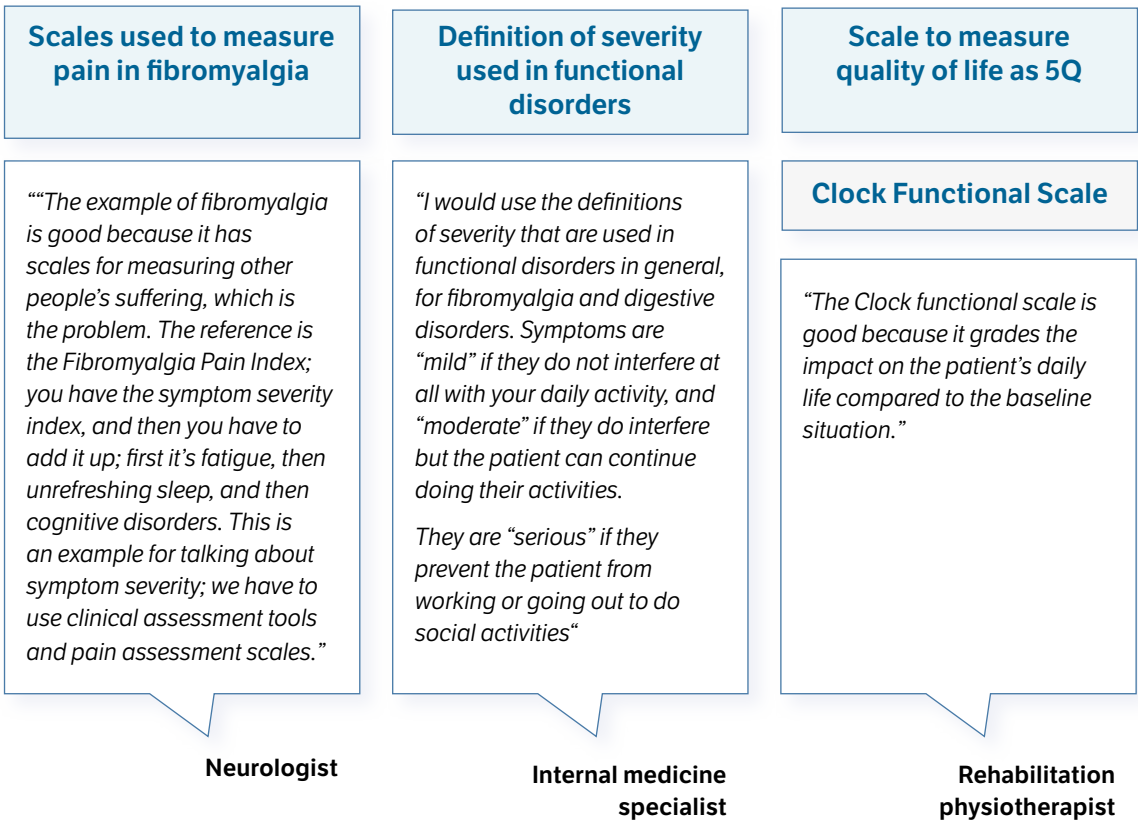 Scales used to measure
pain in fibromyalgia
““The example of fibromyalgia
is good because it has
scales for measuring other
people’s suffering, which is
the problem. The reference is
the Fibromyalgia Pain Index;
you have the symptom severity
index, and then you have to
add it up; first it’s fatigue, then
unrefreshing sleep, and then
cognitive disorders. This is
an example for talking about
symptom severity; we have to
use clinical assessment tools
and pain assessment scales.”
Neurologist
Definition of severity
used in functional
disorders
“I would use the definitions
of severity that are used in
functional disorders in general,
for fibromyalgia and digestive
disorders. Symptoms are
“mild” if they do not interfere at
all with your daily activity, and
“moderate” if they do interfere
but the patient can continue
doing their activities.
They are “serious” if they
prevent the patient from
working or going out to do
social activities“
Internal medicine
specialist
Scale to measure
quality of life as 5Q
Clock Functional Scale
“The Clock functional scale is
good because it grades the
impact on the patient’s daily
life compared to the baseline
situation.”
Rehabilitation
physiotherapist